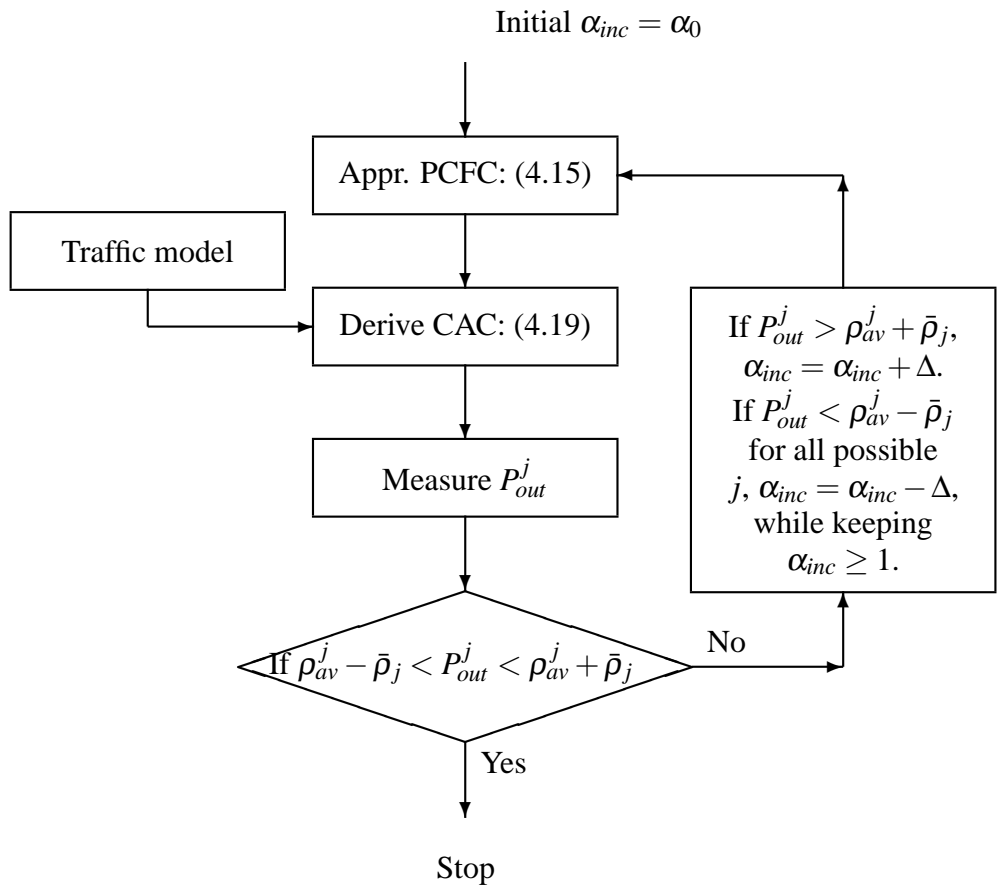 Initial α_inc = α_0
Appr. PCFC: (4.15)
Traffic model
Derive CAC: (4.19)
Measure P^j_out
If ρ^j_av − ρ̄_j < P^j_out < ρ^j_av + ρ̄_j
No
If P^j_out > ρ^j_av + ρ̄_j,
α_inc = α_inc + Δ.
If P^j_out < ρ^j_av − ρ̄_j
for all possible
j, α_inc = α_inc − Δ,
while keeping
α_inc ≥ 1.
Yes
Stop